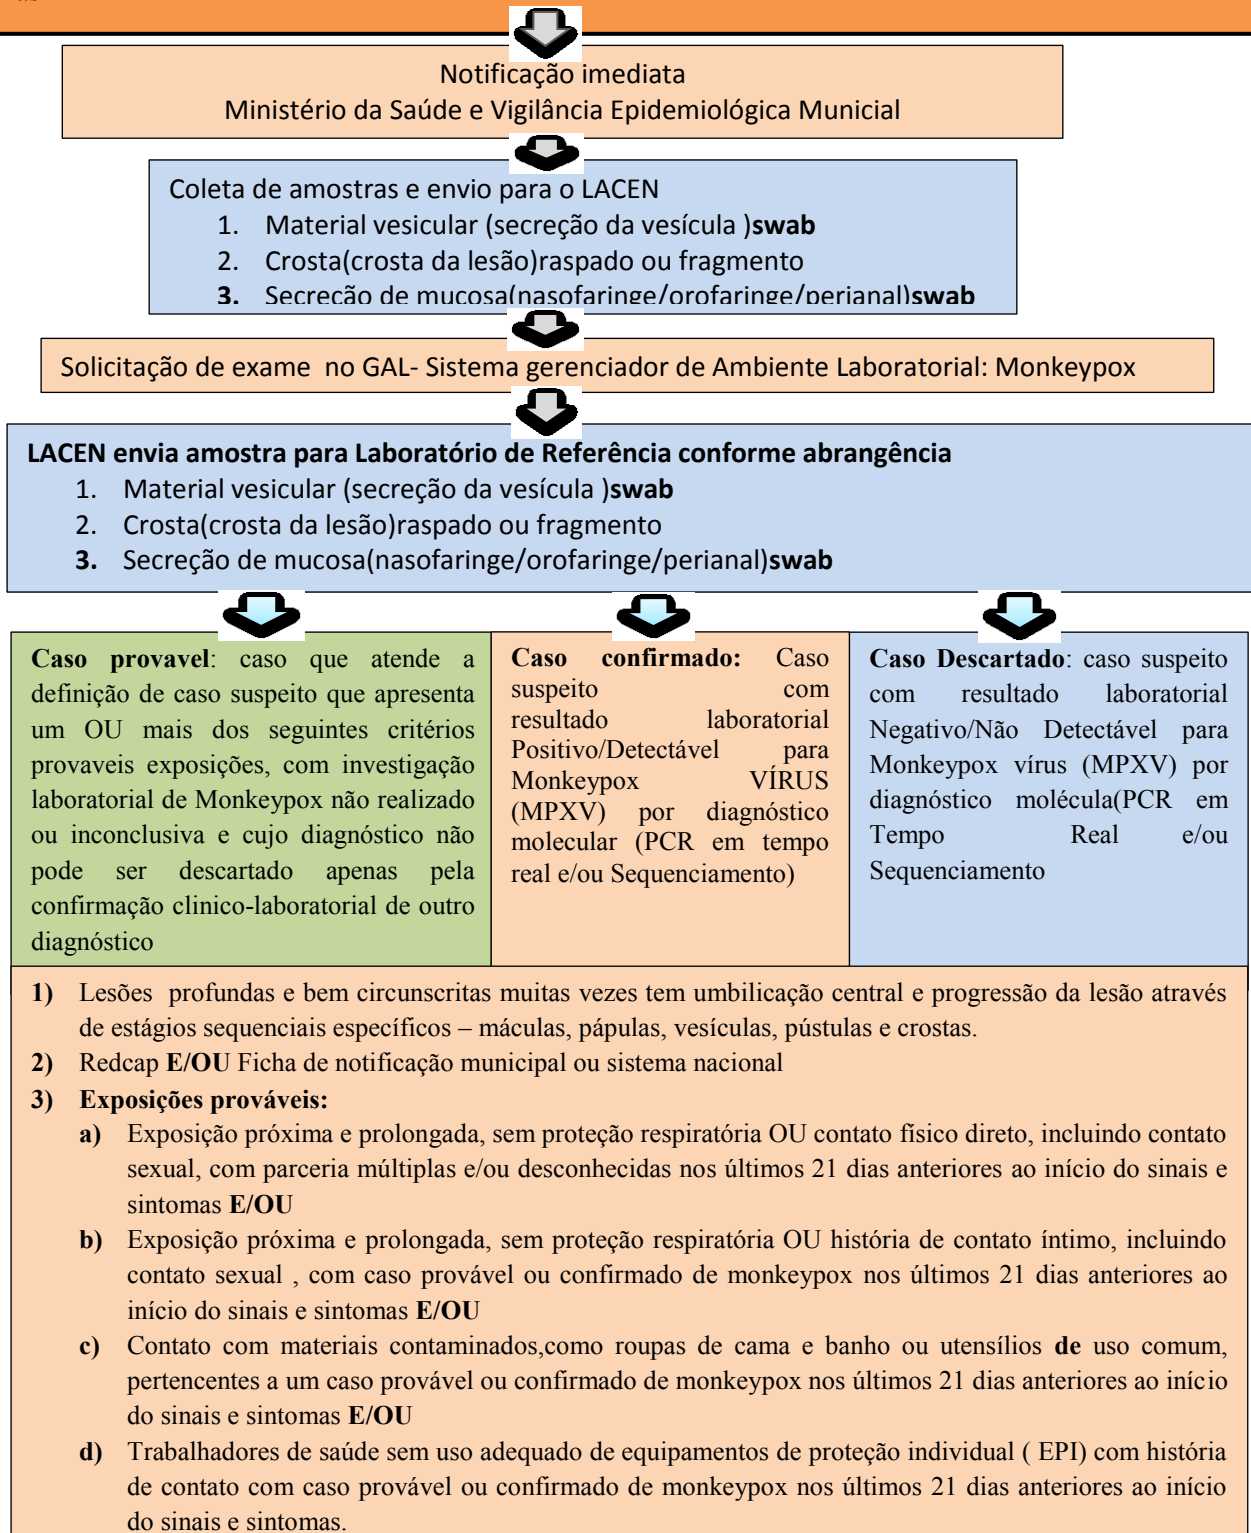 Notificação imediata
Ministério da Saúde e Vigilância Epidemiológica Municial
Coleta de amostras e envio para o LACEN
1. Material vesicular (secreção da vesícula )swab
2. Crosta(crosta da lesão)raspado ou fragmento
3. Secreção de mucosa(nasofaringe/orofaringe/perianal)swab
Solicitação de exame no GAL- Sistema gerenciador de Ambiente Laboratorial: Monkeypox
LACEN envia amostra para Laboratório de Referência conforme abrangência
1. Material vesicular (secreção da vesícula )swab
2. Crosta(crosta da lesão)raspado ou fragmento
3. Secreção de mucosa(nasofaringe/orofaringe/perianal)swab
Caso provavel: caso que atende a
definição de caso suspeito que apresenta
um OU mais dos seguintes critérios
provaveis exposições, com investigação
laboratorial de Monkeypox não realizado
ou inconclusiva e cujo diagnóstico não
pode ser descartado apenas pela
confirmação clinico-laboratorial de outro
diagnóstico
Caso confirmado: Caso
suspeito com
resultado laboratorial
Positivo/Detectável para
Monkeypox VÍRUS
(MPXV) por diagnóstico
molecular (PCR em tempo
real e/ou Sequenciamento)
Caso Descartado: caso suspeito
com resultado laboratorial
Negativo/Não Detectável para
Monkeypox vírus (MPXV) por
diagnóstico molécula(PCR em
Tempo Real e/ou
Sequenciamento
1) Lesões profundas e bem circunscritas muitas vezes tem umbilicação central e progressão da lesão através
de estágios sequenciais específicos – máculas, pápulas, vesículas, pústulas e crostas.
2) Redcap E/OU Ficha de notificação municipal ou sistema nacional
3) Exposições prováveis:
a) Exposição próxima e prolongada, sem proteção respiratória OU contato físico direto, incluindo contato
sexual, com parceria múltiplas e/ou desconhecidas nos últimos 21 dias anteriores ao início do sinais e
sintomas E/OU
b) Exposição próxima e prolongada, sem proteção respiratória OU história de contato íntimo, incluindo
contato sexual , com caso provável ou confirmado de monkeypox nos últimos 21 dias anteriores ao
início do sinais e sintomas E/OU
c) Contato com materiais contaminados,como roupas de cama e banho ou utensílios de uso comum,
pertencentes a um caso provável ou confirmado de monkeypox nos últimos 21 dias anteriores ao início
do sinais e sintomas E/OU
d) Trabalhadores de saúde sem uso adequado de equipamentos de proteção individual ( EPI) com história
de contato com caso provável ou confirmado de monkeypox nos últimos 21 dias anteriores ao início
do sinais e sintomas.